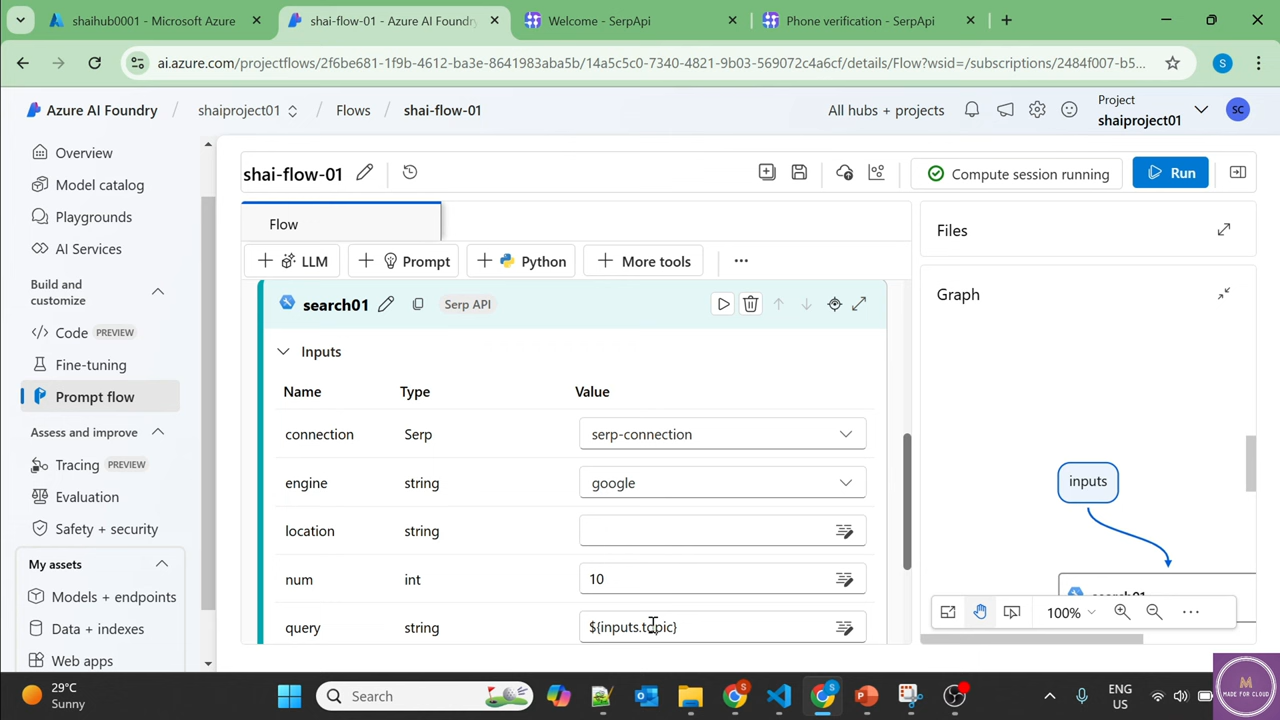 shaihub0001 - Microsoft Azure
shai-flow-01 - Azure AI Foundry
Welcome - SerpApi
Phone verification - SerpApi
ai.azure.com/projectflows/2f6be681-1f9b-4612-ba3e-8641983aba5b/14a5c5c0-7340-4821-9b03-569072c4a6cf/details/Flow?wsid=/subscriptions/2484f007-b5...
S
Azure AI Foundry / shaiproject01 / Flows / shai-flow-01
All hubs + projects
Project
shaiproject01
SC
Overview
Model catalog
Playgrounds
AI Services
Build and
customize
Code PREVIEW
Fine-tuning
Prompt flow
Assess and improve
Tracing PREVIEW
Evaluation
Safety + security
My assets
Models + endpoints
Data + indexes
Web apps
shai-flow-01
Compute session running
Run
Flow
+ LLM
+ Prompt
+ Python
+ More tools
...
search01
Serp API
Inputs
Name Type Value
connection Serp serp-connection
engine string google
location string
num int 10
query string ${inputs.topic}
Files
Graph
inputs
search01
100%
...
29°C
Sunny
Search
ENG
US
M
MADE FOR CLOUD